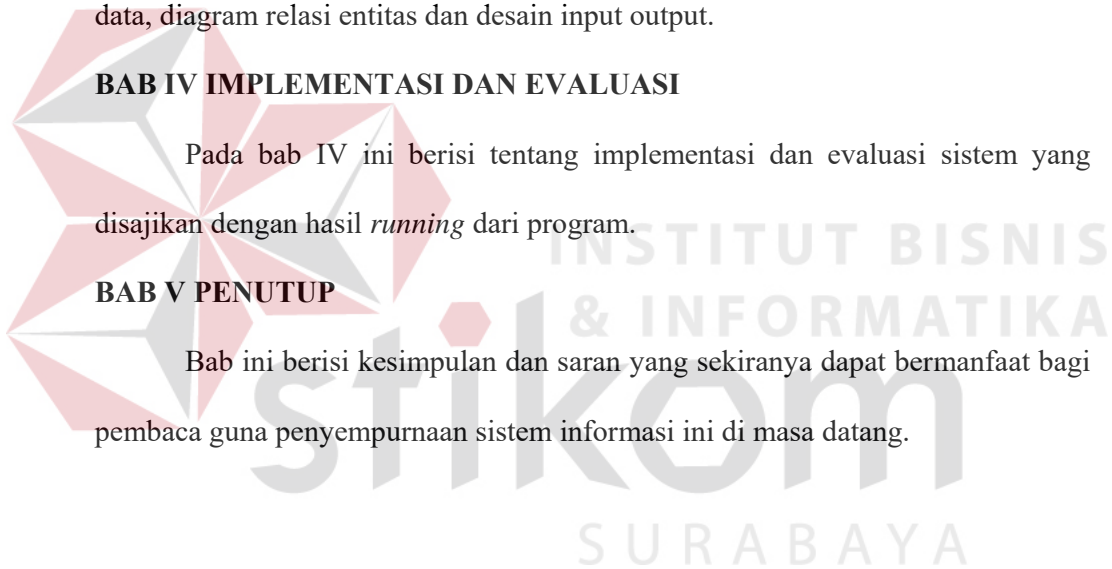 data, diagram relasi entitas dan desain input output.
BAB IV IMPLEMENTASI DAN EVALUASI
Pada bab IV ini berisi tentang implementasi dan evaluasi sistem yang
disajikan dengan hasil running dari program.
BAB V PENUTUP
Bab ini berisi kesimpulan dan saran yang sekiranya dapat bermanfaat bagi
pembaca guna penyempurnaan sistem informasi ini di masa datang.
INSTITUT BISNIS
& INFORMATIKA
stikom
SURABAYA